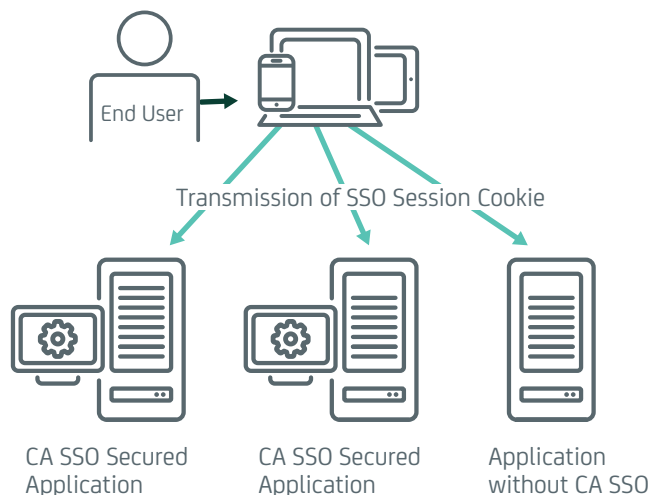 End User
Transmission of SSO Session Cookie
CA SSO Secured
Application
CA SSO Secured
Application
Application
without CA SSO